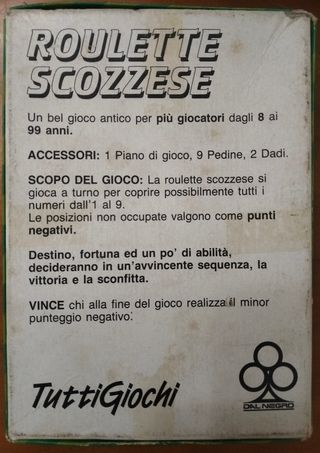 ROULETTE
SCOZZESE
Un bel gioco antico per più giocatori dagli 8 ai
99 anni.
ACCESSORI: 1 Piano di gioco, 9 Pedine, 2 Dadi.
SCOPO DEL GIOCO: La roulette scozzese si
gioca a turno per coprire possibilmente tutti i
numeri dall'1 al 9.
Le posizioni non occupate valgono come punti
negativi.
Destino, fortuna ed un po' di abilità,
decideranno in un'avvincente sequenza, la
vittoria e la sconfitta.
VINCE chi alla fine del gioco realizza il minor
punteggio negativo.
TuttiGiochi
DAL NEGRO